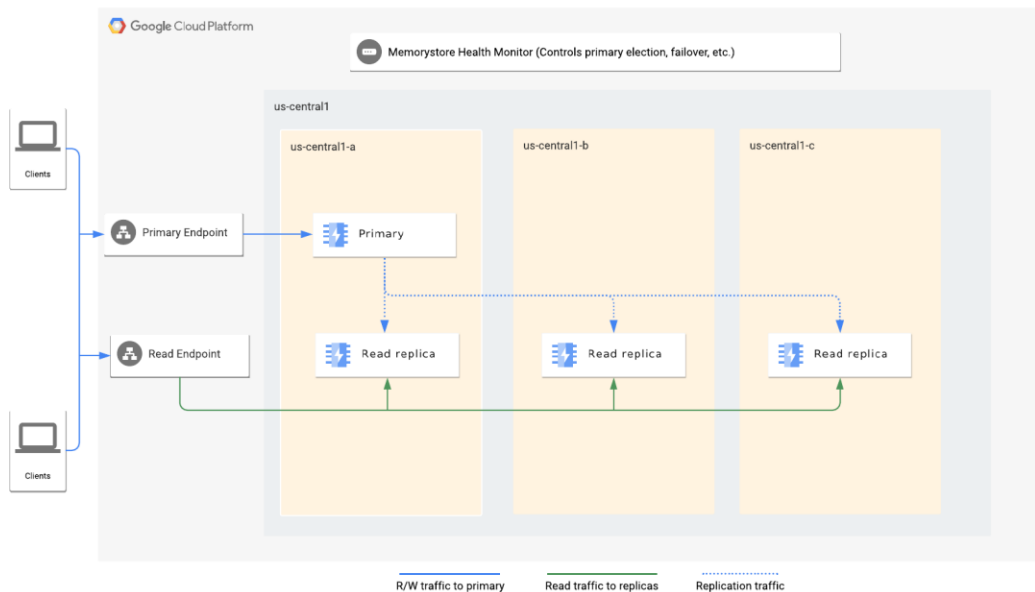 Google Cloud Platform
Memorystore Health Monitor (Controls primary election, failover, etc.)
us-central1
us-central1-a
us-central1-b
us-central1-c
Clients
Primary Endpoint
Primary
Read Endpoint
Read replica
Read replica
Read replica
Clients
R/W traffic to primary
Read traffic to replicas
Replication traffic